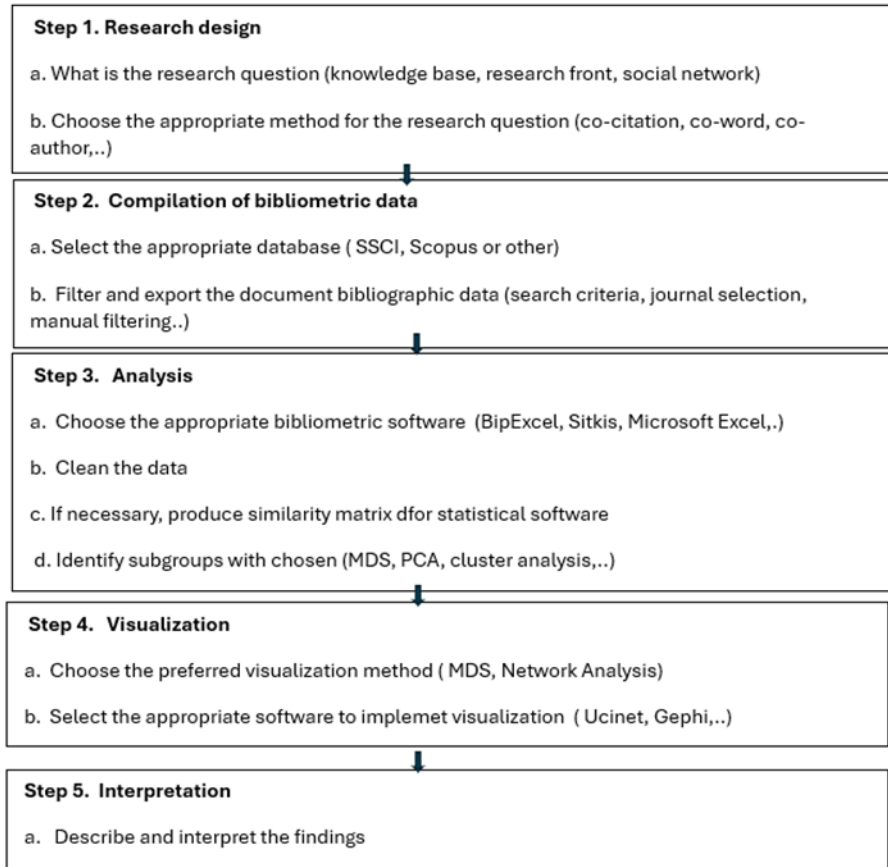 Step 1. Research design
a. What is the research question (knowledge base, research front, social network)
b. Choose the appropriate method for the research question (co-citation, co-word, co-
author,..)
Step 2. Compilation of bibliometric data
a. Select the appropriate database ( SSCI, Scopus or other)
b. Filter and export the document bibliographic data (search criteria, journal selection,
manual filtering..)
Step 3. Analysis
a. Choose the appropriate bibliometric software (BipExcel, Sitkis, Microsoft Excel,.)
b. Clean the data
c. If necessary, produce similarity matrix dfor statistical software
d. Identify subgroups with chosen (MDS, PCA, cluster analysis,..)
Step 4. Visualization
a. Choose the preferred visualization method ( MDS, Network Analysis)
b. Select the appropriate software to implemet visualization ( Ucinet, Gephi,..)
Step 5. Interpretation
a. Describe and interpret the findings